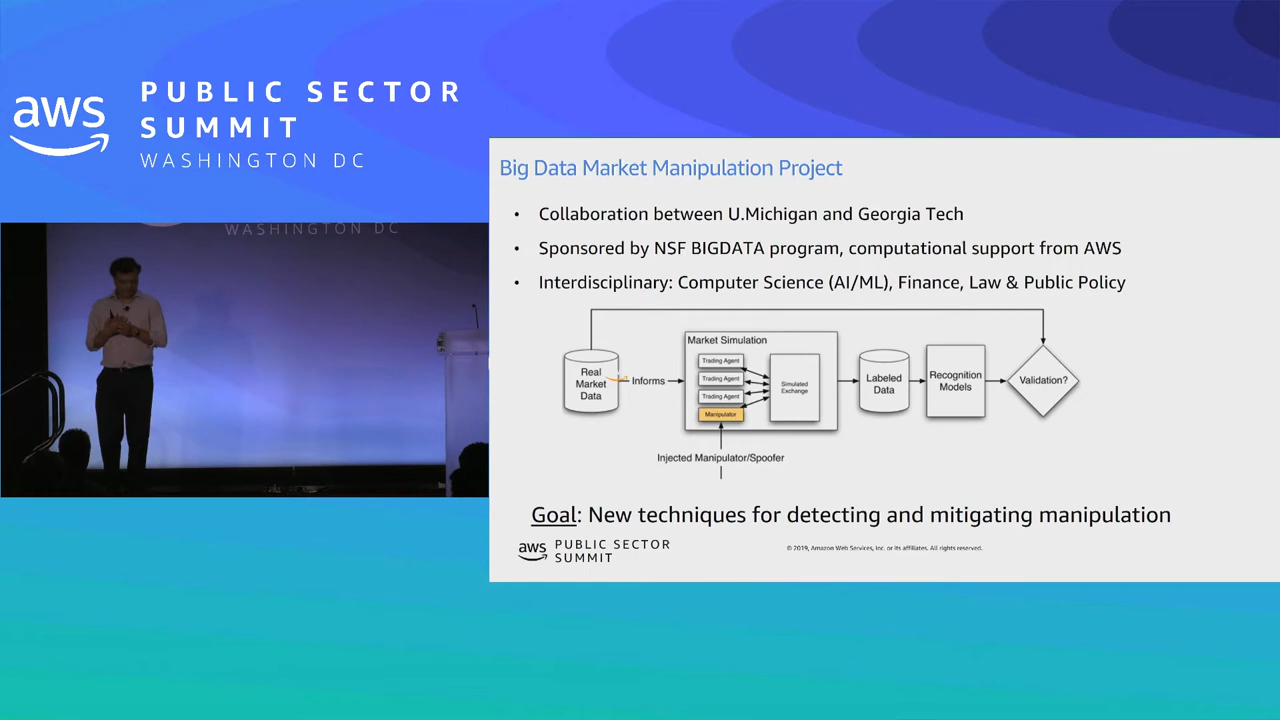 aws
PUBLIC SECTOR
SUMMIT
WASHINGTON DC
WASHINGTON DC
Big Data Market Manipulation Project
• Collaboration between U.Michigan and Georgia Tech
• Sponsored by NSF BIGDATA program, computational support from AWS
• Interdisciplinary: Computer Science (AI/ML), Finance, Law & Public Policy
Real
Market
Data
Informs
Market Simulation
Trading Agent
Trading Agent
Trading Agent
Manipulator
Simulated
Exchange
Labeled
Data
Recognition
Models
Validation?
Injected Manipulator/Spoofer
Goal: New techniques for detecting and mitigating manipulation
aws
PUBLIC SECTOR
SUMMIT
© 2019, Amazon Web Services, Inc. or its affiliates. All rights reserved.